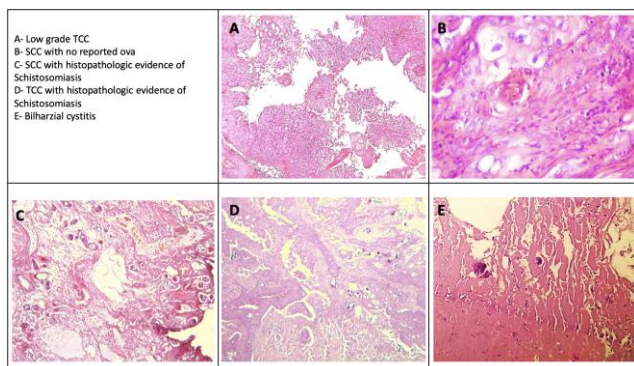 A- Low grade TCC
B- SCC with no reported ova
C- SCC with histopathologic evidence of
Schistosomiasis
D- TCC with histopathologic evidence of
Schistosomiasis
E- Bilharzial cystitis
A
B
C
D
E